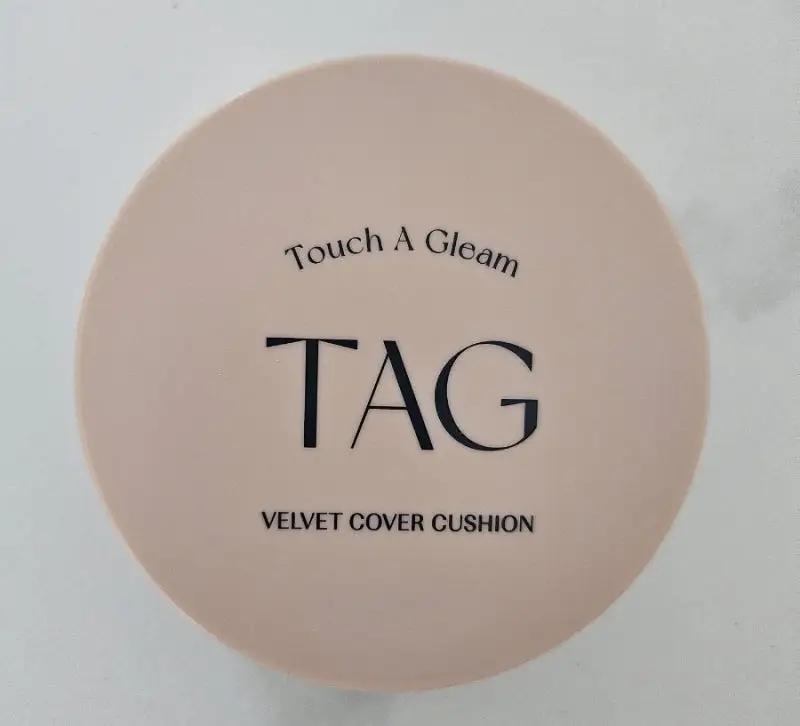 Touch A Gleam
TAG
VELVET COVER CUSHION